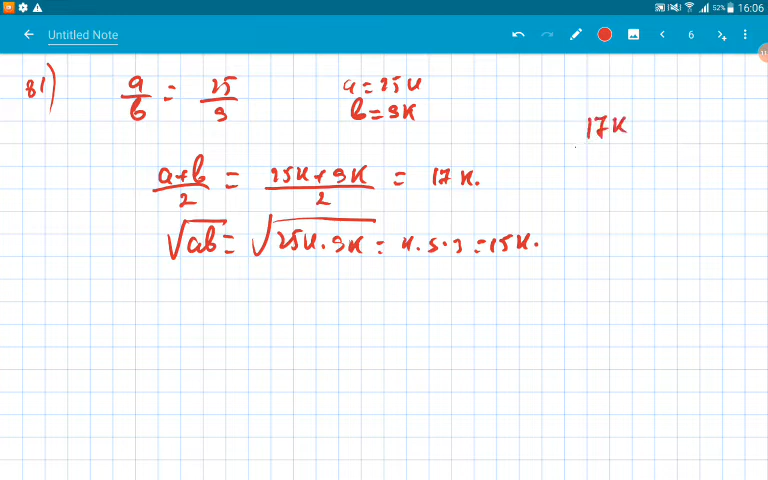 52% 16:06
Untitled Note 6
81) a/b = 25/9 a=25k
b=9k
17k
(a+b)/2 = (25k+9k)/2 = 17k.
√ab = √25k·9k = k·5·3 = 15k.